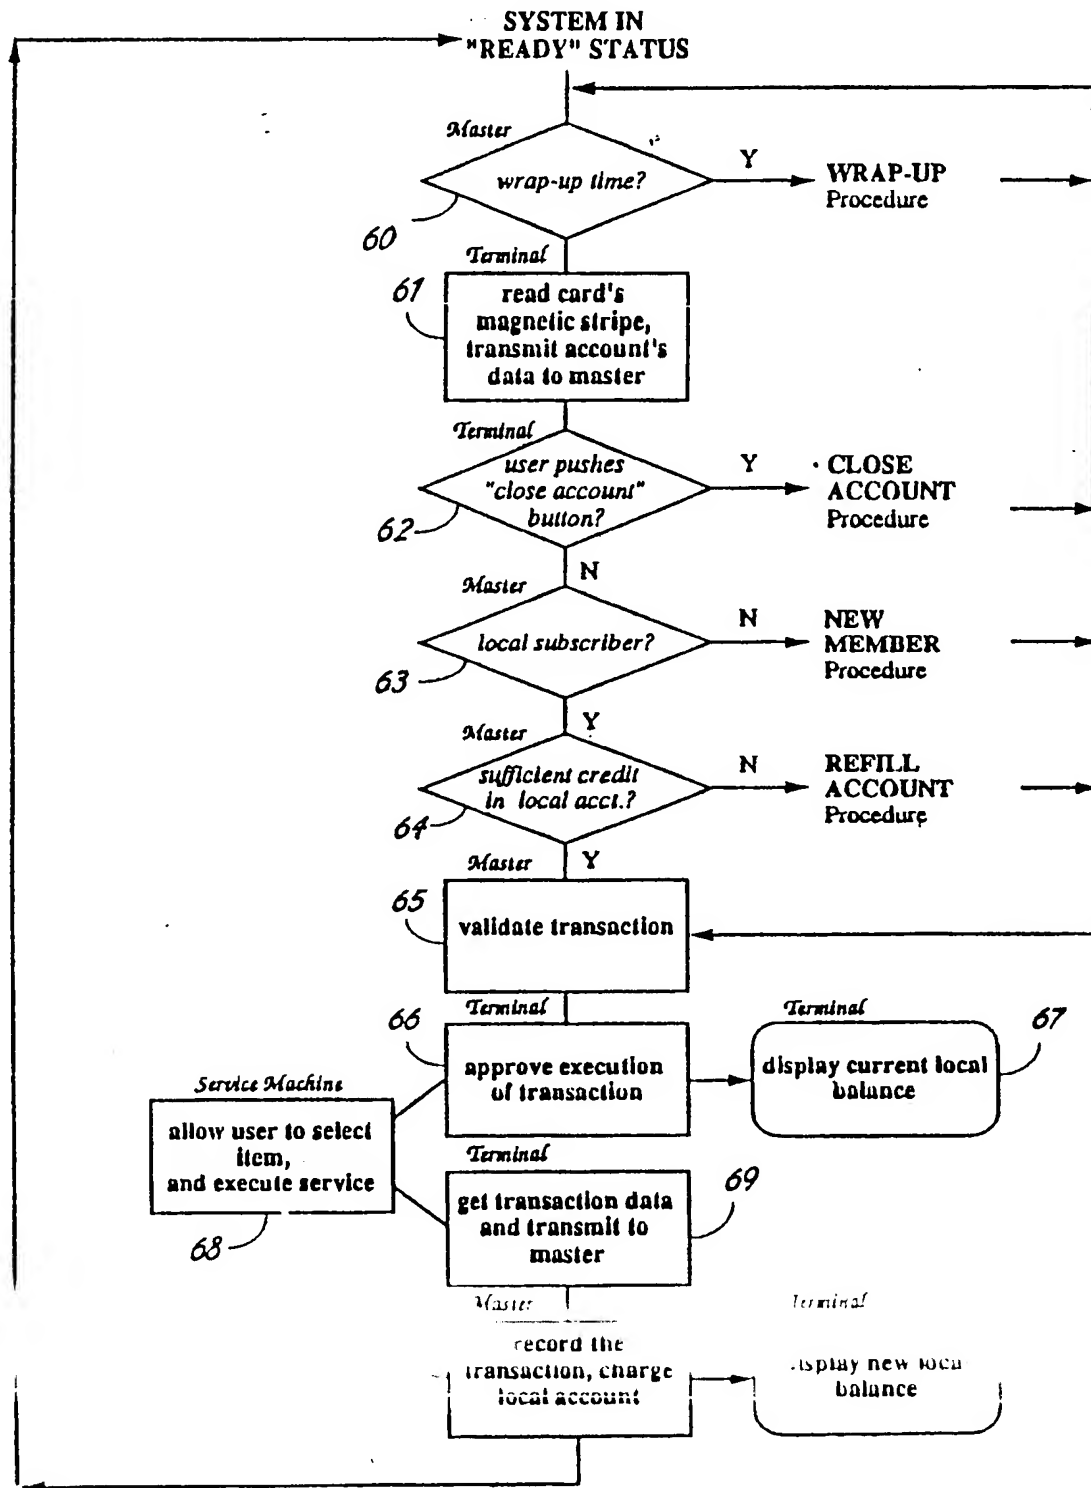 SYSTEM IN
"READY" STATUS
Master
wrap-up time?
Y
WRAP-UP
Procedure
60
Terminal
61
read card's
magnetic stripe,
transmit account's
data to master
Terminal
user pushes
"close account"
button?
Y
CLOSE
ACCOUNT
Procedure
62
N
Master
local subscriber?
N
NEW
MEMBER
Procedure
63
Y
Master
sufficient credit
in local acct.?
N
REFILL
ACCOUNT
Procedure
64
Y
Master
65
validate transaction
Terminal
66
approve execution
of transaction
Terminal
67
display current local
balance
Service Machine
allow user to select
item,
and execute service
68
Terminal
69
get transaction data
and transmit to
master
Master
record the
transaction, charge
local account
Terminal
display new local
balance